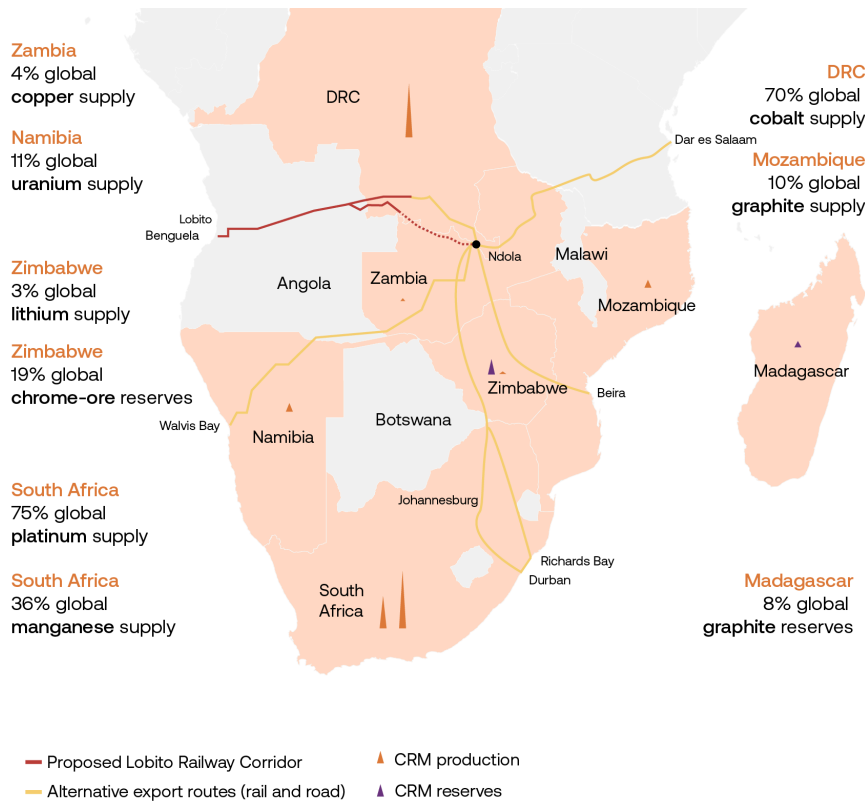 Zambia
4% global
copper supply
Namibia
11% global
uranium supply
Zimbabwe
3% global
lithium supply
Zimbabwe
19% global
chrome-ore reserves
South Africa
75% global
platinum supply
South Africa
36% global
manganese supply
DRC
70% global
cobalt supply
Mozambique
10% global
graphite supply
Madagascar
8% global
graphite reserves
DRC
Dar es Salaam
Lobito
Benguela
Ndola
Malawi
Angola
Zambia
Mozambique
Madagascar
Zimbabwe
Beira
Walvis Bay
Namibia
Botswana
Johannesburg
Richards Bay
Durban
South
Africa
Proposed Lobito Railway Corridor
Alternative export routes (rail and road)
CRM production
CRM reserves